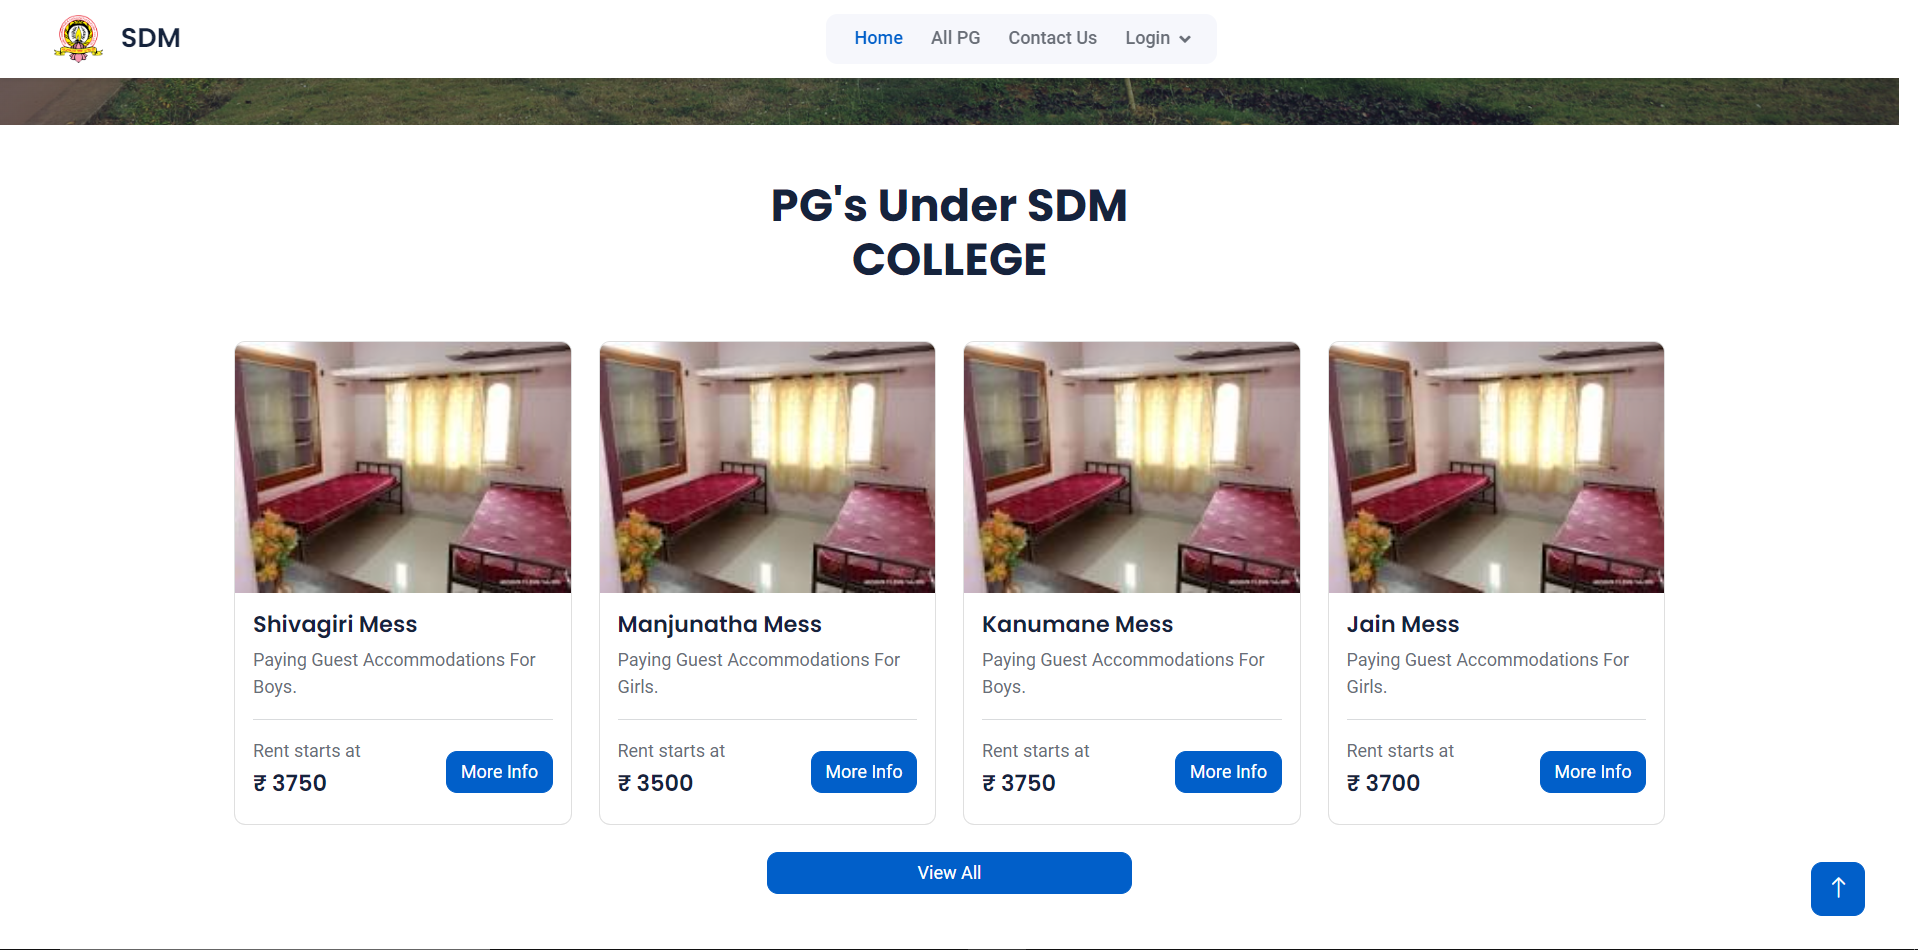 SDM
Home All PG Contact Us Login
PG's Under SDM
COLLEGE
Shivagiri Mess
Paying Guest Accommodations For
Boys.
Rent starts at
₹ 3750
More Info
Manjunatha Mess
Paying Guest Accommodations For
Girls.
Rent starts at
₹ 3500
More Info
Kanumane Mess
Paying Guest Accommodations For
Boys.
Rent starts at
₹ 3750
More Info
Jain Mess
Paying Guest Accommodations For
Girls.
Rent starts at
₹ 3700
More Info
View All